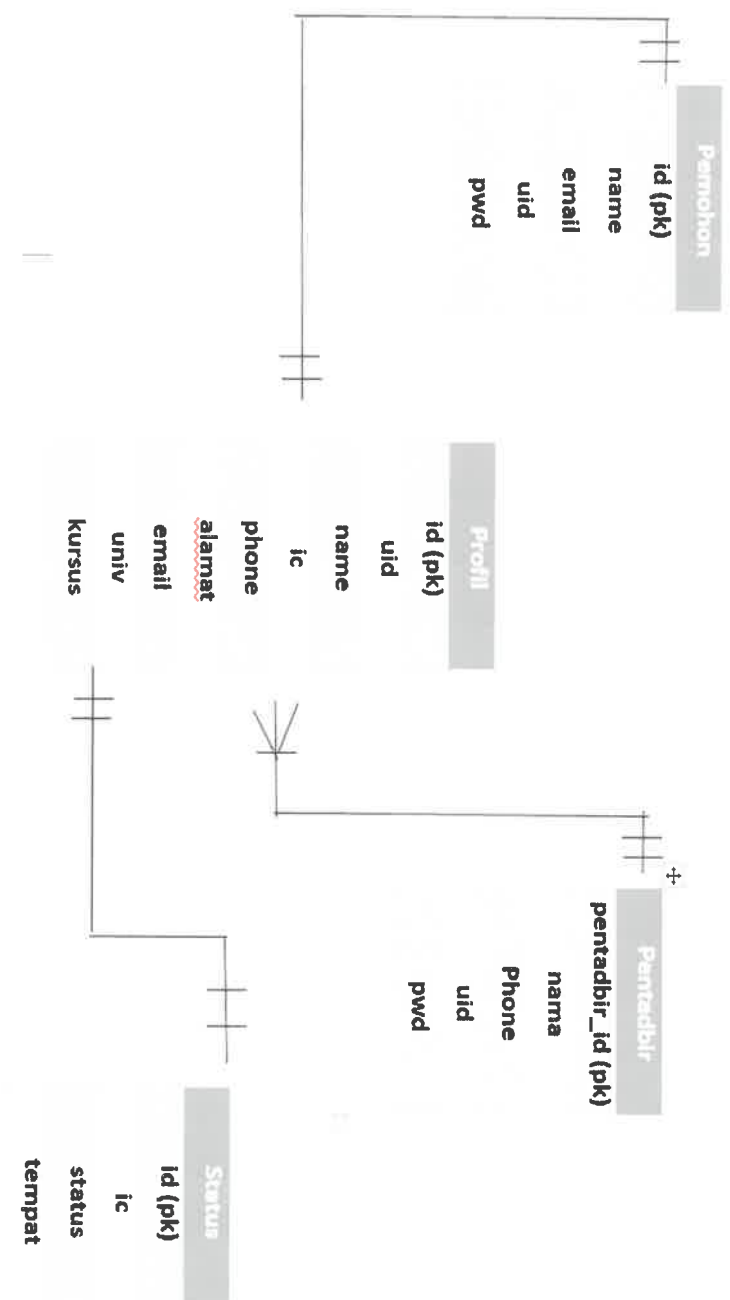 Pemohon
id (pk)
name
email
uid
pwd
Profil
id (pk)
uid
name
ic
phone
alamat
email
univ
kursus
Pentadbir
pentadbir_id (pk)
nama
Phone
uid
pwd
Status
id (pk)
ic
status
tempat